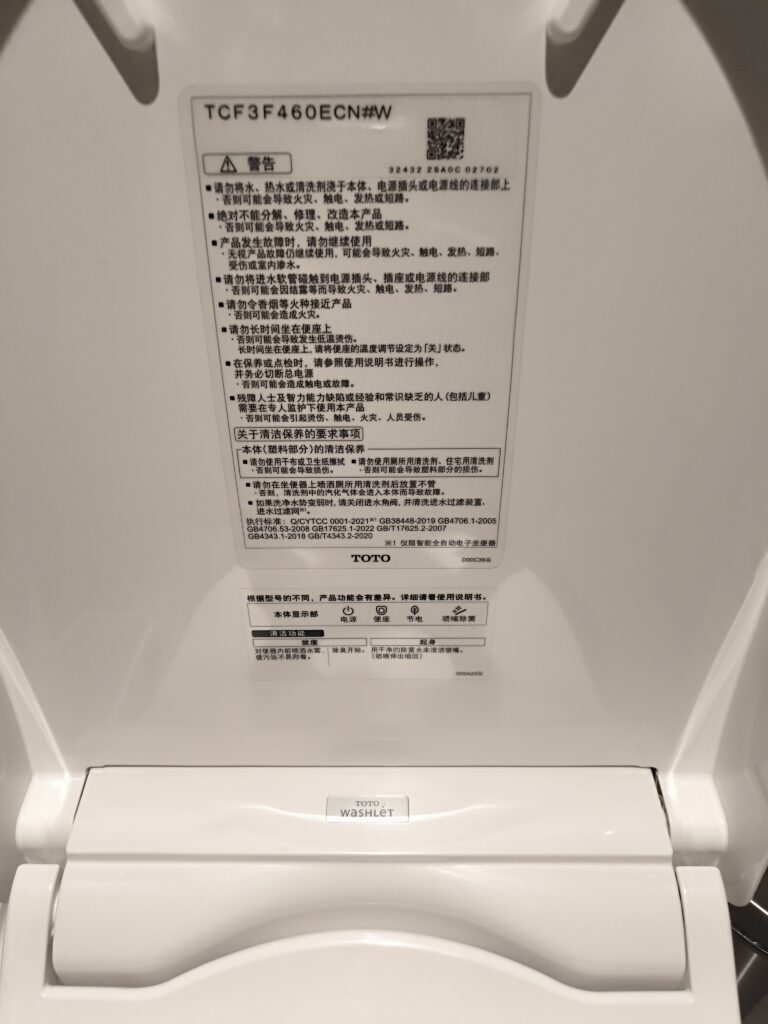 TCF3F460ECN#W
32432 2SA0C 02702
警告
■请勿将水、热水或清洗剂浇于本体、电源插头或电源线的连接部上
・否则可能会导致火灾、触电、发热或短路。
■绝对不能分解、修理、改造本产品
・否则可能会导致火灾、触电、发热或短路。
■产品发生故障时，请勿继续使用
・无视产品故障仍继续使用，可能会导致火灾、触电、发热、短路、
受伤或室内渗水。
■请勿将进水软管碰触到电源插头、插座或电源线的连接部
・否则可能会因结露等而导致火灾、触电、发热、短路。
■请勿令香烟等火种接近产品
・否则可能会造成火灾。
■请勿长时间坐在便座上
・否则可能会导致发生低温烫伤。
长时间坐在便座上，请将便座的温度调节设定为「关」状态。
■在保养或点检时，请参照使用说明书进行操作，
并务必切断总电源
・否则可能会造成触电或故障。
■残障人士及智力能力缺陷或经验和常识缺乏的人（包括儿童）
需要在专人监护下使用本产品
・否则可能会引起烫伤、触电、火灾、人员受伤。
关于清洁保养的要求事项
本体（塑料部分）的清洁保养
■请勿使用干布或卫生纸擦拭 ■请勿使用厕所用清洗剂、住宅用清洗剂
・否则可能会导致损伤。 ・否则可能会导致塑料部分的损伤。
■请勿在坐便器上喷洒厕所用清洗剂后放置不管
・否则，清洗剂中的汽化气体会进入本体而导致故障。
■如果洗净水势变弱时，请关闭进水角阀，并清洗进水过滤装置、
进水过滤网※。
执行标准：Q/CYTCC 0001-2021※1 GB38448-2019 GB4706.1-2005
GB4706.53-2008 GB17625.1-2022 GB/T17625.2-2007
GB4343.1-2018 GB/T4343.2-2020
※1 仅限智能全自动电子坐便器
TOTO D00C39
根据型号的不同，产品功能会有差异。详细请看使用说明书。
本体显示部 电源 便座 节电 喷嘴除菌
清洁功能
就座 起身
对便器内部喷洒水雾， 除臭开始。 用干净的除菌水来清洁喷嘴。
使污垢不易附着。 （喷嘴伸出缩回）
TOTO
WASHLET